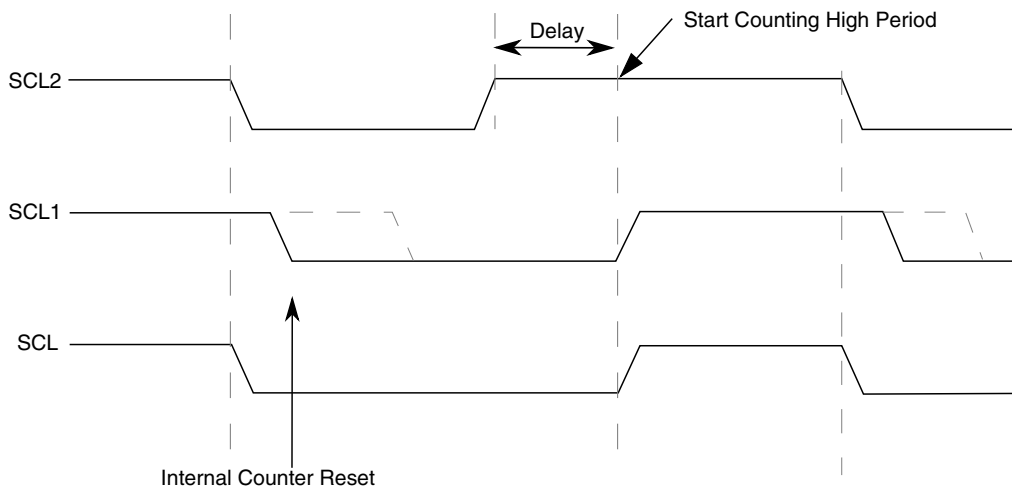 Start Counting High Period
Delay
SCL2
SCL1
SCL
Internal Counter Reset